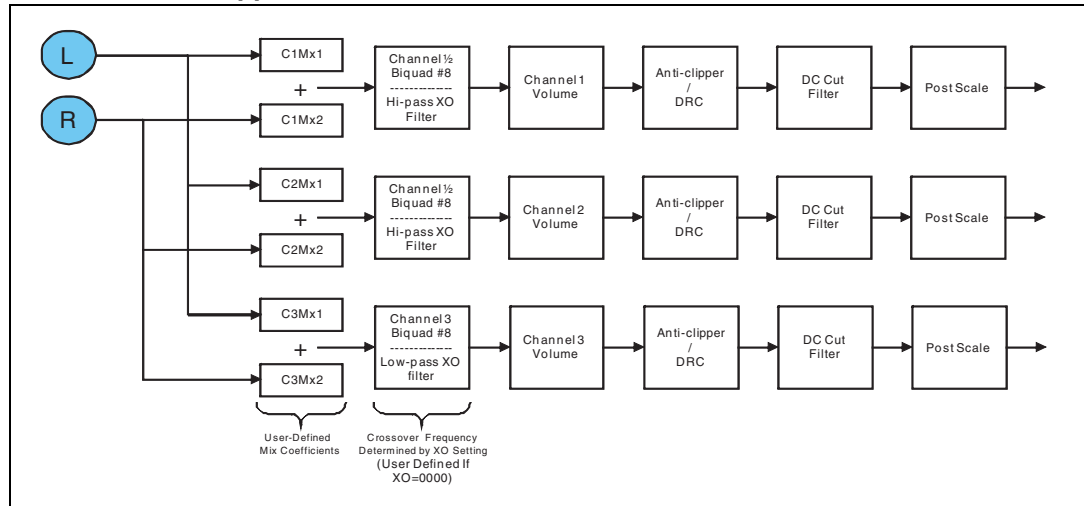 L
R
C1Mx1
+
C1Mx2
Channel ½
Biquad #8
--------------
Hi-pass XO
Filter
Channel 1
Volume
Anti-clipper
/
DRC
DC Cut
Filter
Post Scale
C2Mx1
+
C2Mx2
Channel ½
Biquad #8
--------------
Hi-pass XO
Filter
Channel 2
Volume
Anti-clipper
/
DRC
DC Cut
Filter
Post Scale
C3Mx1
+
C3Mx2
Channel 3
Biquad #8
--------------
Low-pass XO
filter
Channel 3
Volume
Anti-clipper
/
DRC
DC Cut
Filter
Post Scale
User-Defined
Mix Coefficients
Crossover Frequency
Determined by XO Setting
(User Defined If
XO=0000)